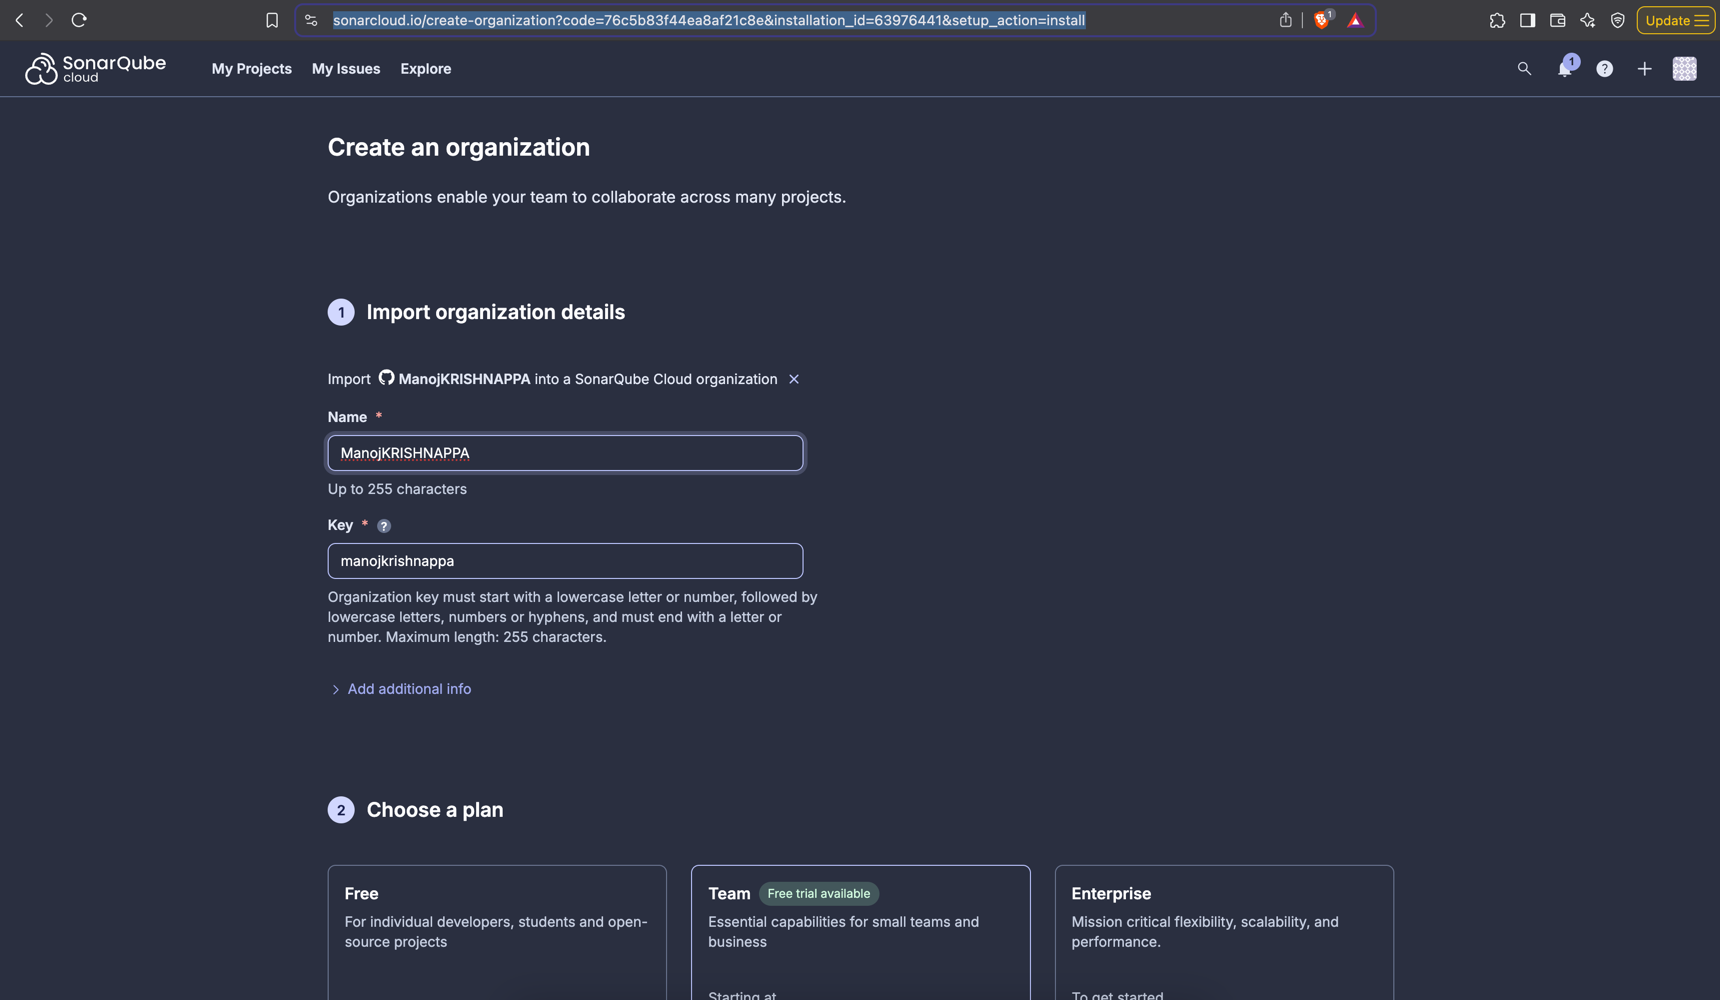 sonarcloud.io/create-organization?code=76c5b83f44ea8af21c8e&installation_id=63976441&setup_action=install
1
Update
SonarQube
cloud
My Projects
My Issues
Explore
1
?
Create an organization
Organizations enable your team to collaborate across many projects.
1 Import organization details
Import ManojKRISHNAPPA into a SonarQube Cloud organization
Name *
ManojKRISHNAPPA
Up to 255 characters
Key * ?
manojkrishnappa
Organization key must start with a lowercase letter or number, followed by
lowercase letters, numbers or hyphens, and must end with a letter or
number. Maximum length: 255 characters.
Add additional info
2 Choose a plan
Free
For individual developers, students and open-
source projects
Team Free trial available
Essential capabilities for small teams and
business
Starting at
Enterprise
Mission critical flexibility, scalability, and
performance.
To get started